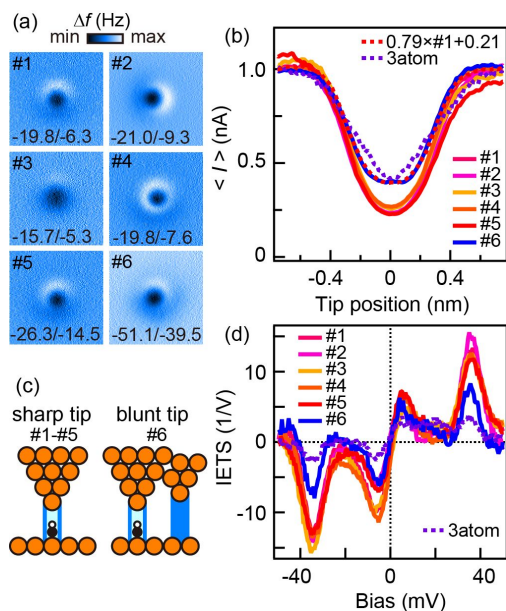 (a)
Δf (Hz)
min max
#1
-19.8/-6.3
#2
-21.0/-9.3
#3
-15.7/-5.3
#4
-19.8/-7.6
#5
-26.3/-14.5
#6
-51.1/-39.5
(b)
0.79×#1+0.21
3atom
1.0
0.5
0
< I > (nA)
#1
#2
#3
#4
#5
#6
-0.4 0 0.4
Tip position (nm)
(c)
sharp tip
#1-#5
blunt tip
#6
(d)
#1
#2
#3
#4
#5
#6
3atom
10
5
0
-5
-10
IETS (1/V)
-40 -20 0 20 40
Bias (mV)